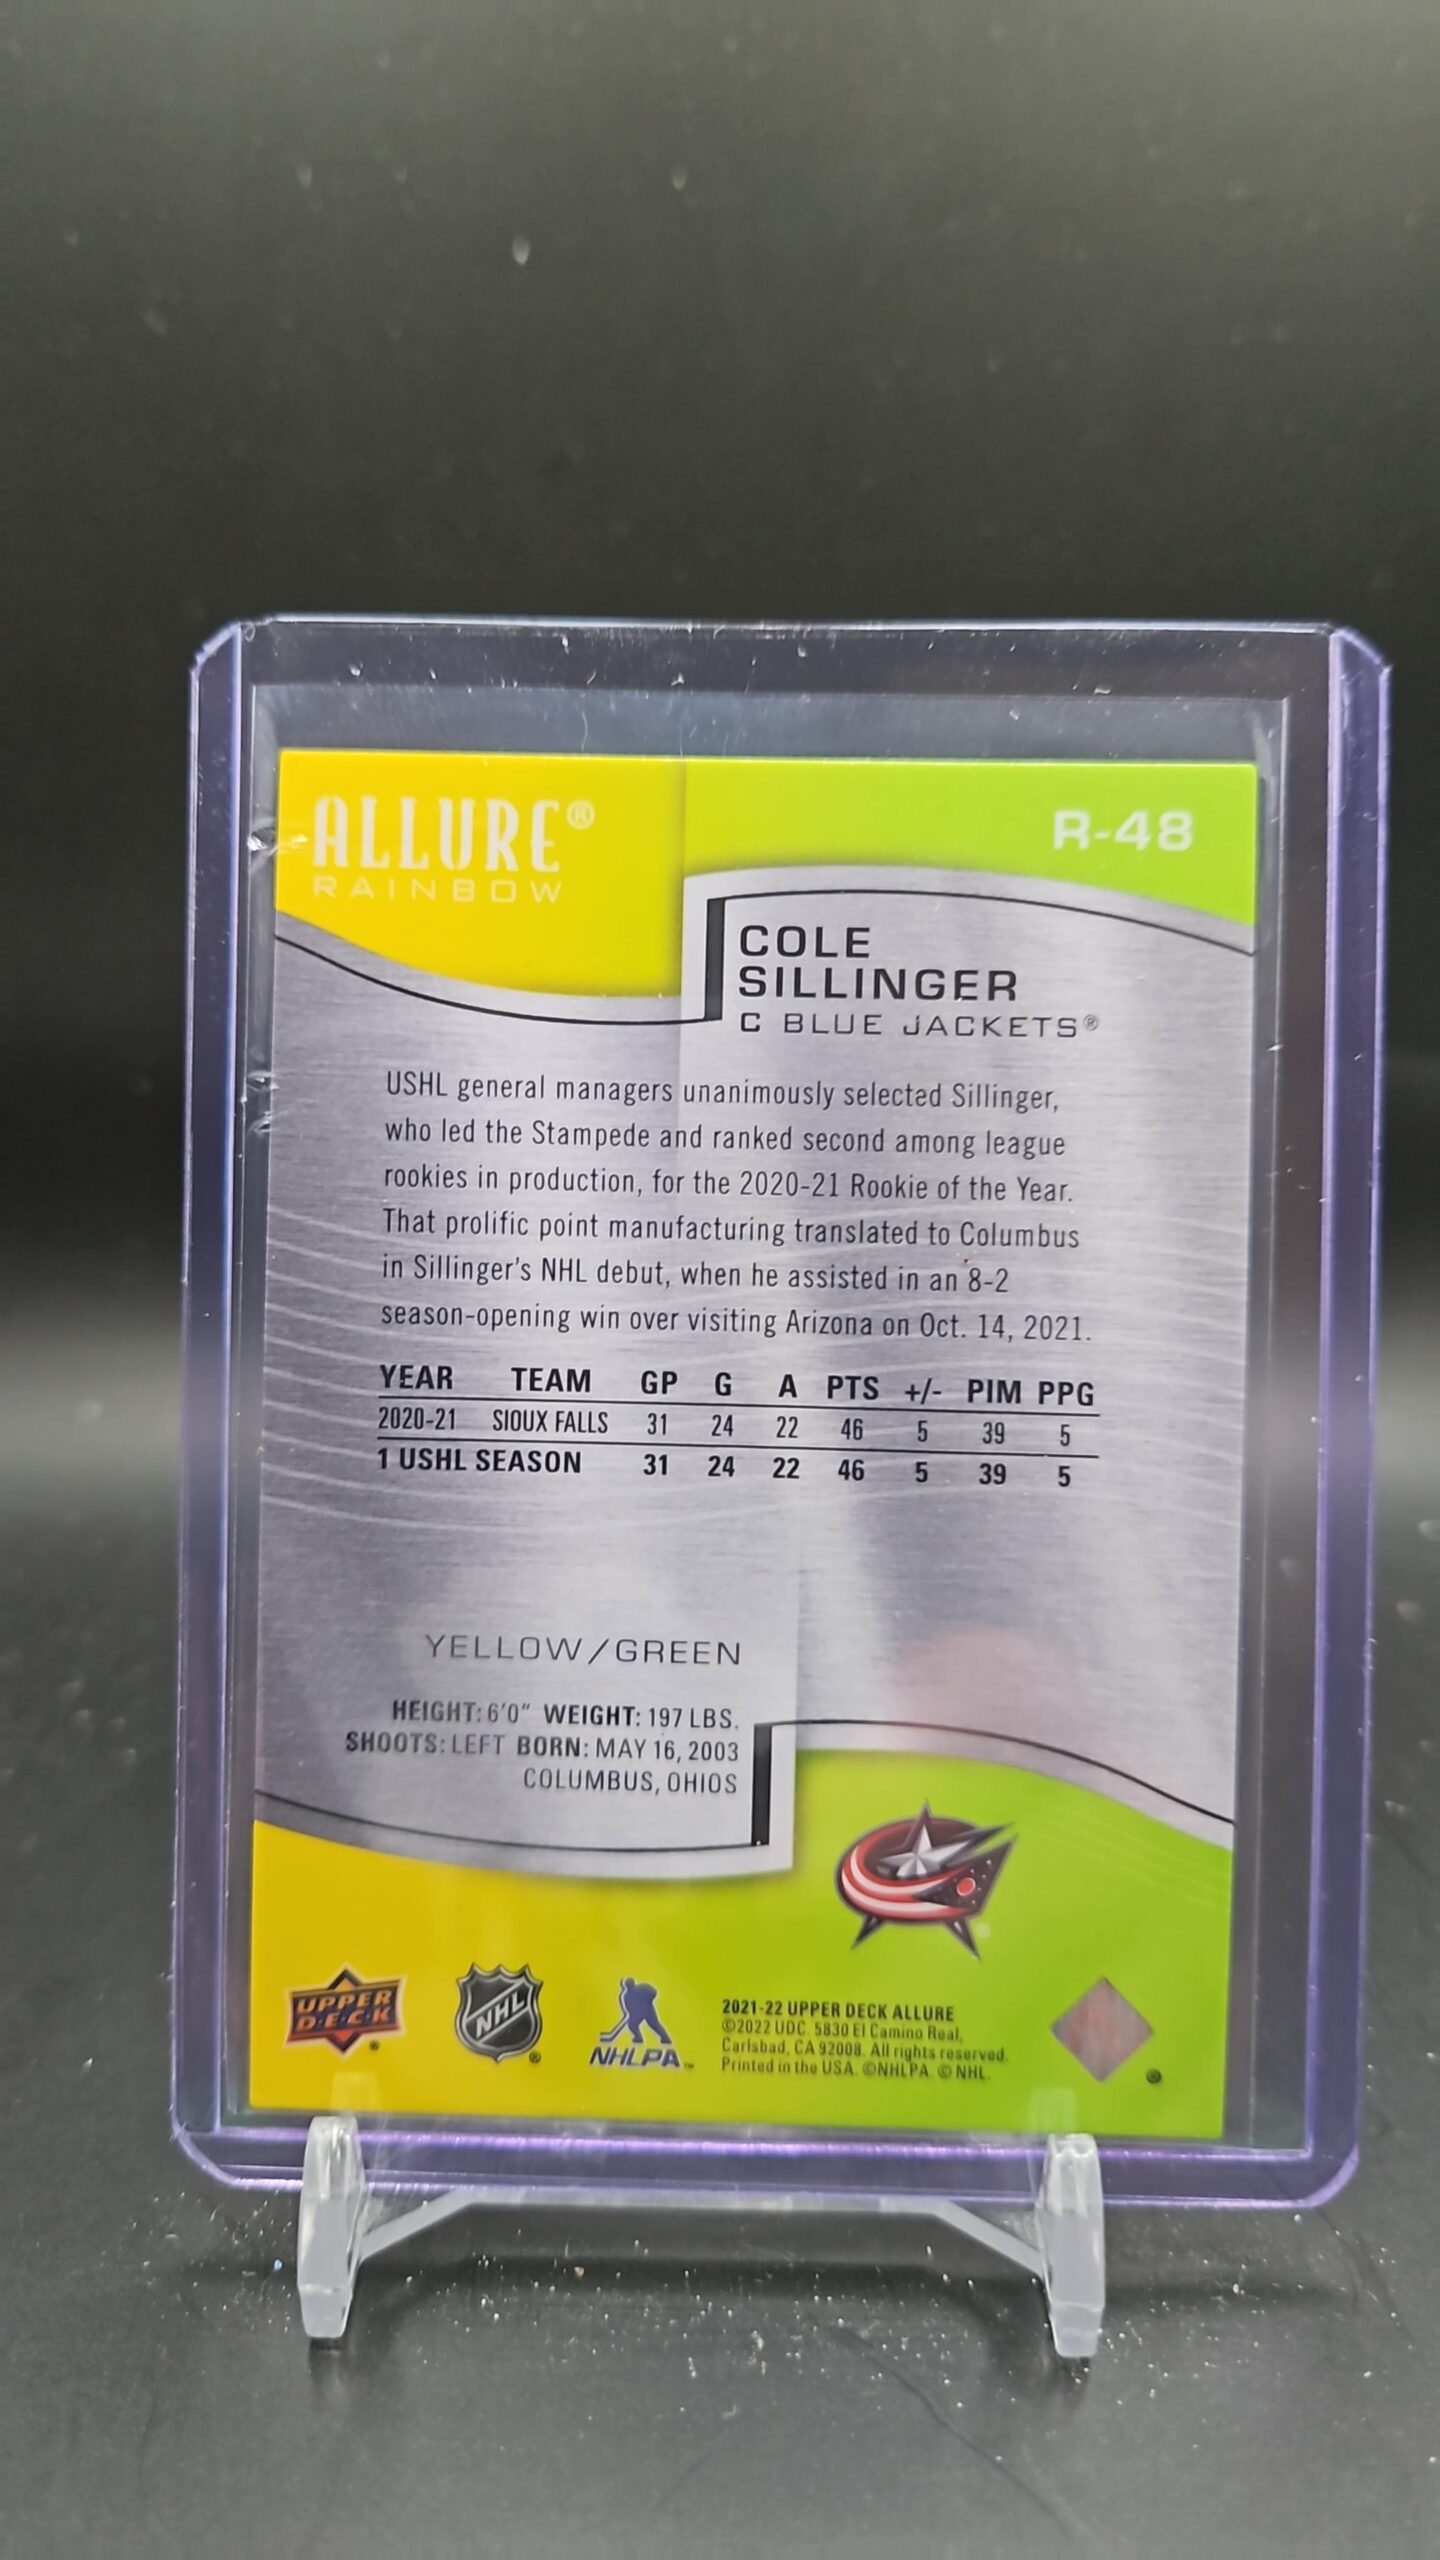 ALLURE®
RAINBOW
R-48
COLE
SILLINGER
C BLUE JACKETS®
USHL general managers unanimously selected Sillinger,
who led the Stampede and ranked second among league
rookies in production, for the 2020-21 Rookie of the Year.
That prolific point manufacturing translated to Columbus
in Sillinger's NHL debut, when he assisted in an 8-2
season-opening win over visiting Arizona on Oct. 14, 2021.
YEAR TEAM GP G A PTS +/- PIM PPG
2020-21 SIOUX FALLS 31 24 22 46 5 39 5
1 USHL SEASON 31 24 22 46 5 39 5
YELLOW/GREEN
HEIGHT: 6'0" WEIGHT: 197 LBS.
SHOOTS: LEFT BORN: MAY 16, 2003
COLUMBUS, OHIOS
UPPER
D·E·C·K
NHL
NHLPA™
2021-22 UPPER DECK ALLURE
©2022 UDC. 5830 El Camino Real,
Carlsbad, CA 92008. All rights reserved.
Printed in the USA. ©NHLPA. © NHL.